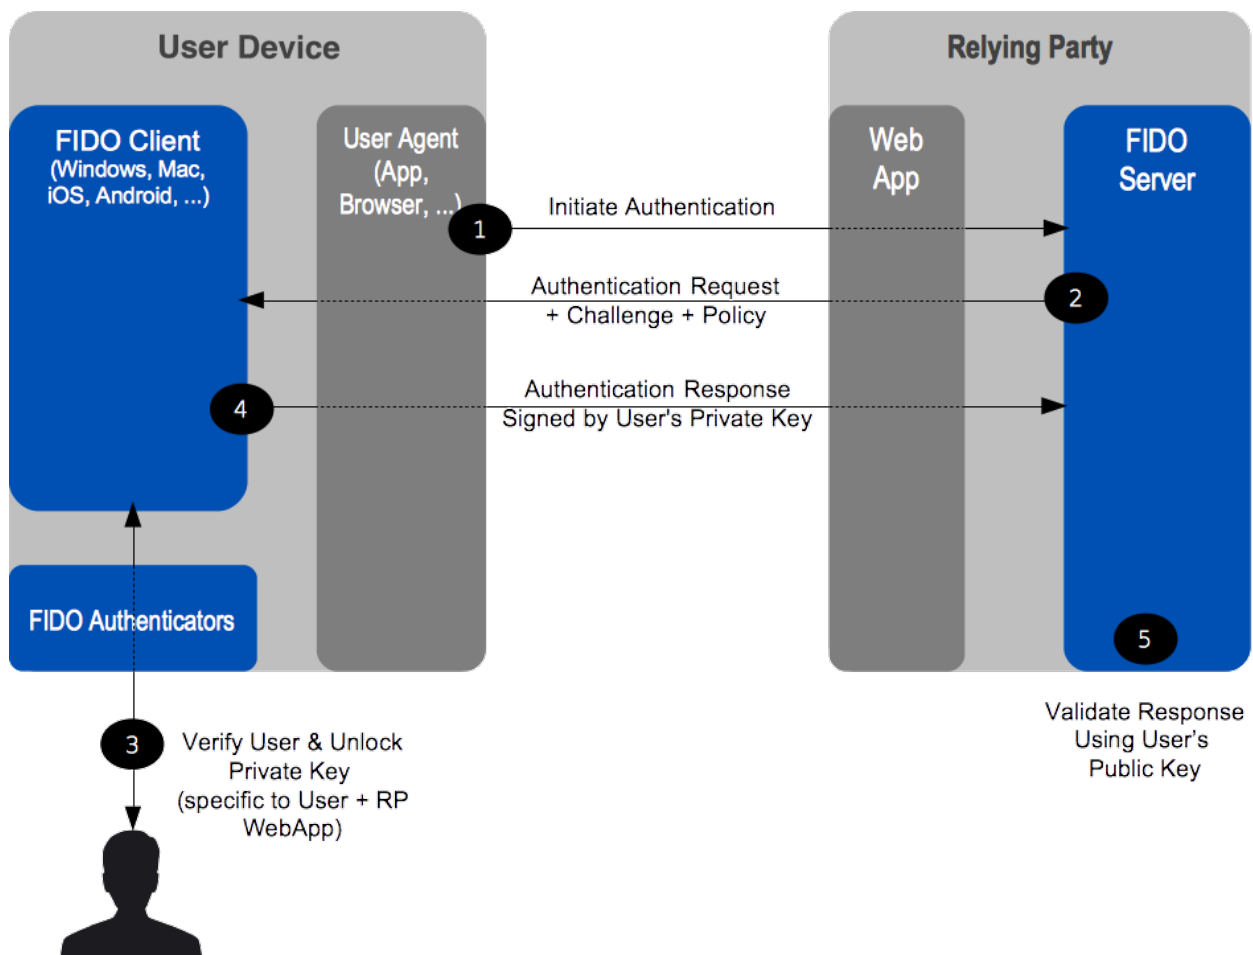 User Device
Relying Party
FIDO Client
(Windows, Mac,
iOS, Android, ...)
User Agent
(App,
Browser, ...)
Web
App
FIDO
Server
1
Initiate Authentication
2
Authentication Request
+ Challenge + Policy
4
Authentication Response
Signed by User's Private Key
FIDO Authenticators
5
Validate Response
Using User’s
Public Key
3
Verify User & Unlock
Private Key
(specific to User + RP
WebApp)